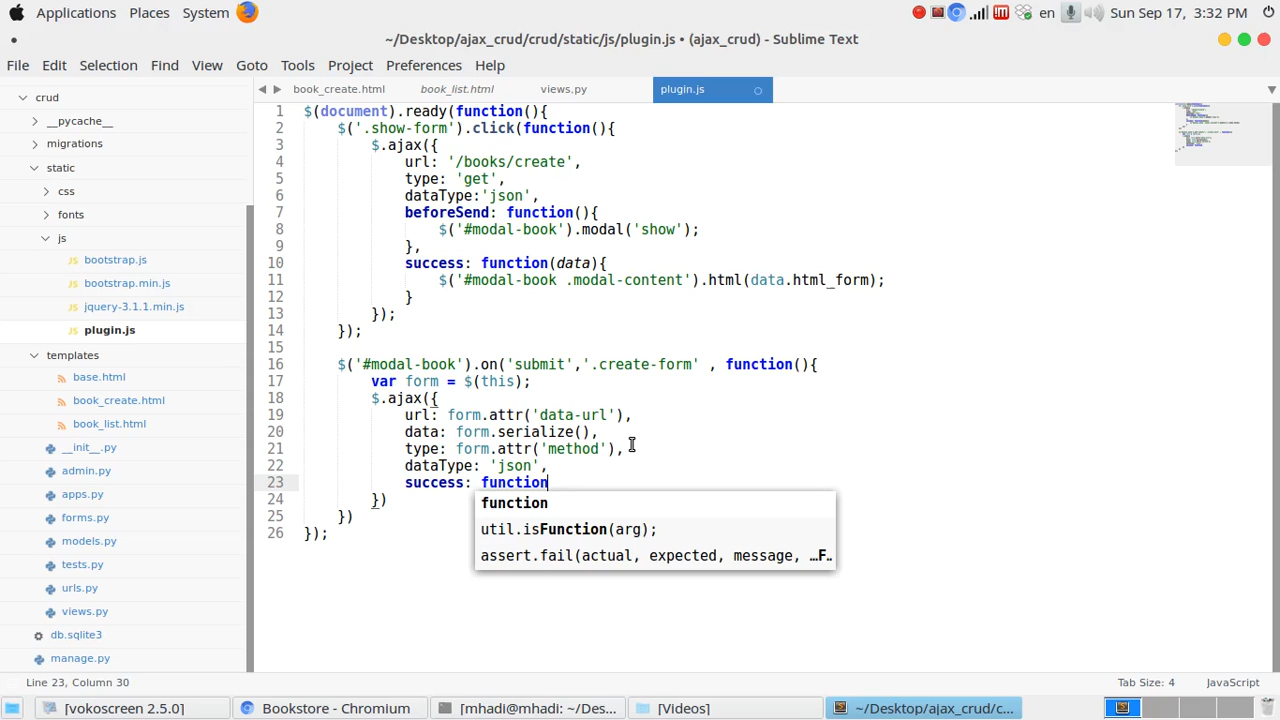 Applications Places System en Sun Sep 17, 3:32 PM
~/Desktop/ajax_crud/crud/static/js/plugin.js • (ajax_crud) - Sublime Text
File Edit Selection Find View Goto Tools Project Preferences Help
crud
__pycache__
migrations
static
css
fonts
js
bootstrap.js
bootstrap.min.js
jquery-3.1.1.min.js
plugin.js
templates
base.html
book_create.html
book_list.html
__init__.py
admin.py
apps.py
forms.py
models.py
tests.py
urls.py
views.py
db.sqlite3
manage.py
book_create.html book_list.html views.py plugin.js
1 $(document).ready(function(){
2 $('.show-form').click(function(){
3 $.ajax({
4 url: '/books/create',
5 type: 'get',
6 dataType:'json',
7 beforeSend: function(){
8 $('#modal-book').modal('show');
9 },
10 success: function(data){
11 $('#modal-book .modal-content').html(data.html_form);
12 }
13 });
14 });
15
16 $('#modal-book').on('submit','.create-form' , function(){
17 var form = $(this);
18 $.ajax({
19 url: form.attr('data-url'),
20 data: form.serialize(),
21 type: form.attr('method'),
22 dataType: 'json',
23 success: function
24 })
25 })
26 });
function
util.isFunction(arg);
assert.fail(actual, expected, message, …F..
Line 23, Column 30 Tab Size: 4 JavaScript
[vokoscreen 2.5.0] Bookstore - Chromium [mhadi@mhadi:~/Des... [Videos] ~/Desktop/ajax_crud/c...